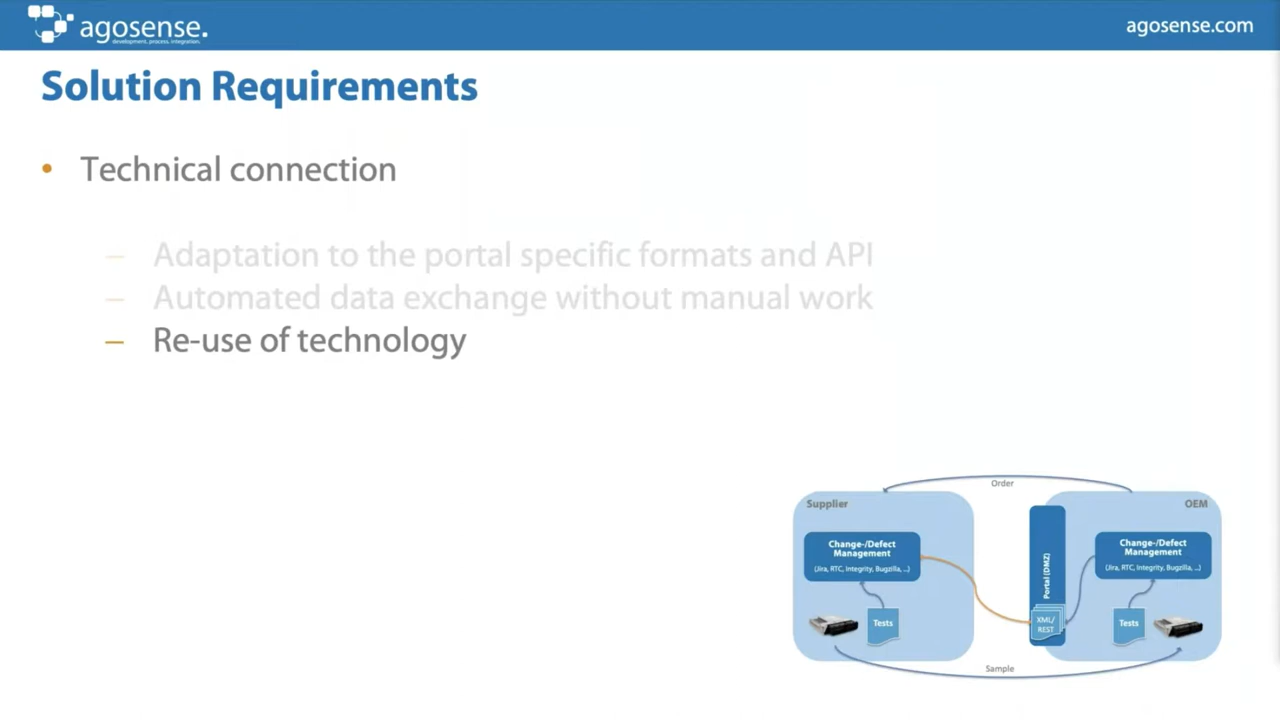 agosense.
development. process. integration.
agosense.com
Solution Requirements
• Technical connection
– Adaptation to the portal specific formats and API
– Automated data exchange without manual work
– Re-use of technology
Order
Supplier
OEM
Change-/Defect
Management
(Jira, RTC, Integrity, Bugzilla, ..)
Portal (DMZ)
Change-/Defect
Management
(Jira, RTC, Integrity, Bugzilla, ..)
Tests
XML/
REST
Tests
Sample